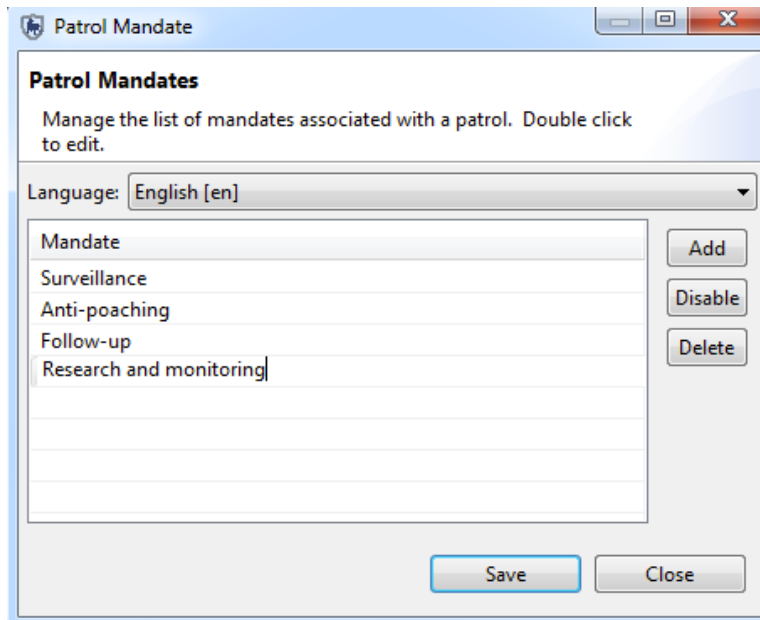 Patrol Mandate
Patrol Mandates
Manage the list of mandates associated with a patrol. Double click
to edit.
Language: English [en]
Mandate
Surveillance
Anti-poaching
Follow-up
Research and monitoring
Add
Disable
Delete
Save
Close